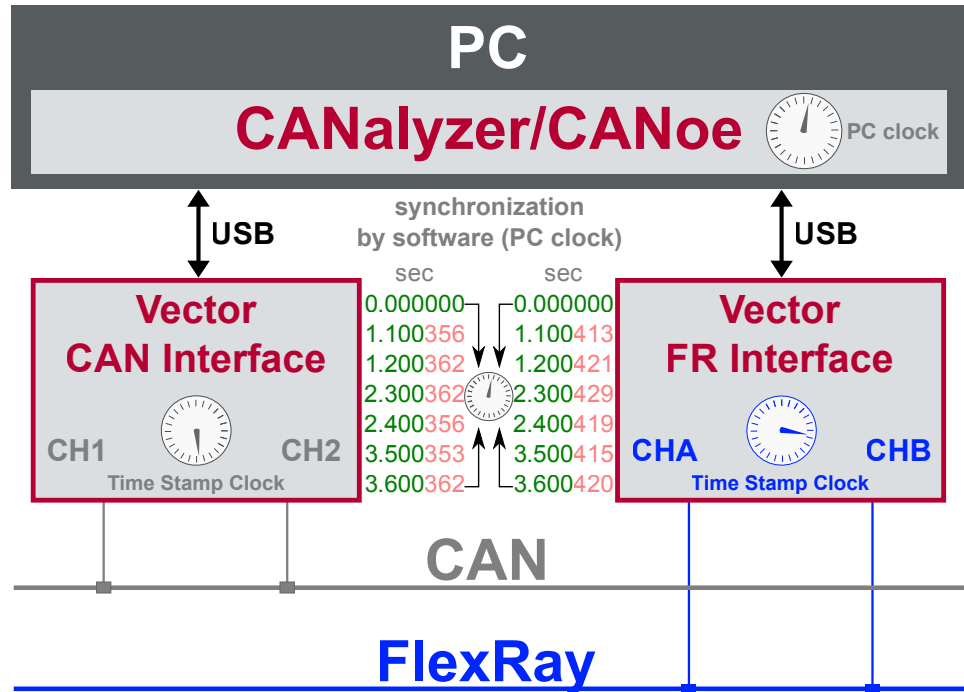 PC
CANalyzer/CANoe
PC clock
USB
synchronization
by software (PC clock)
USB
sec
sec
Vector
CAN Interface
CH1
CH2
Time Stamp Clock
0.000000
1.100356
1.200362
2.300362
2.400356
3.500353
3.600362
0.000000
1.100413
1.200421
2.300429
2.400419
3.500415
3.600420
Vector
FR Interface
CHA
CHB
Time Stamp Clock
CAN
FlexRay